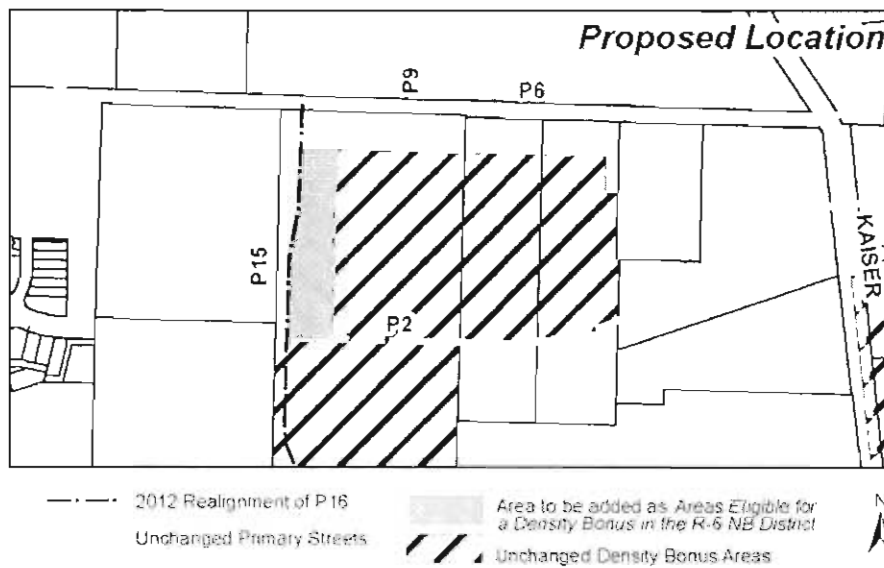 Proposed Location
P9
P6
P15
KAISER
P2
2012 Realignment of P16
Unchanged Primary Streets
Area to be added as Areas Eligible for
a Density Bonus in the R-6 NB District
Unchanged Density Bonus Areas
N